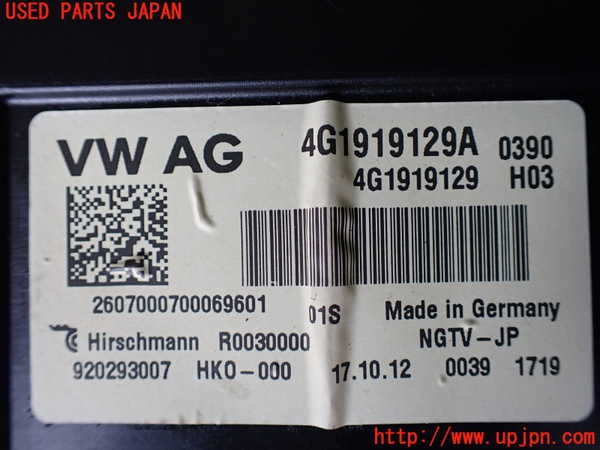 USED PARTS JAPAN
VW AG 4G1919129A 0390
4G1919129 H03
2607000700069601 01S Made in Germany
Hirschmann R0030000 NGTV-JP
920293007 HKO-000 17.10.12 0039 1719
http://www.upjpn.com/